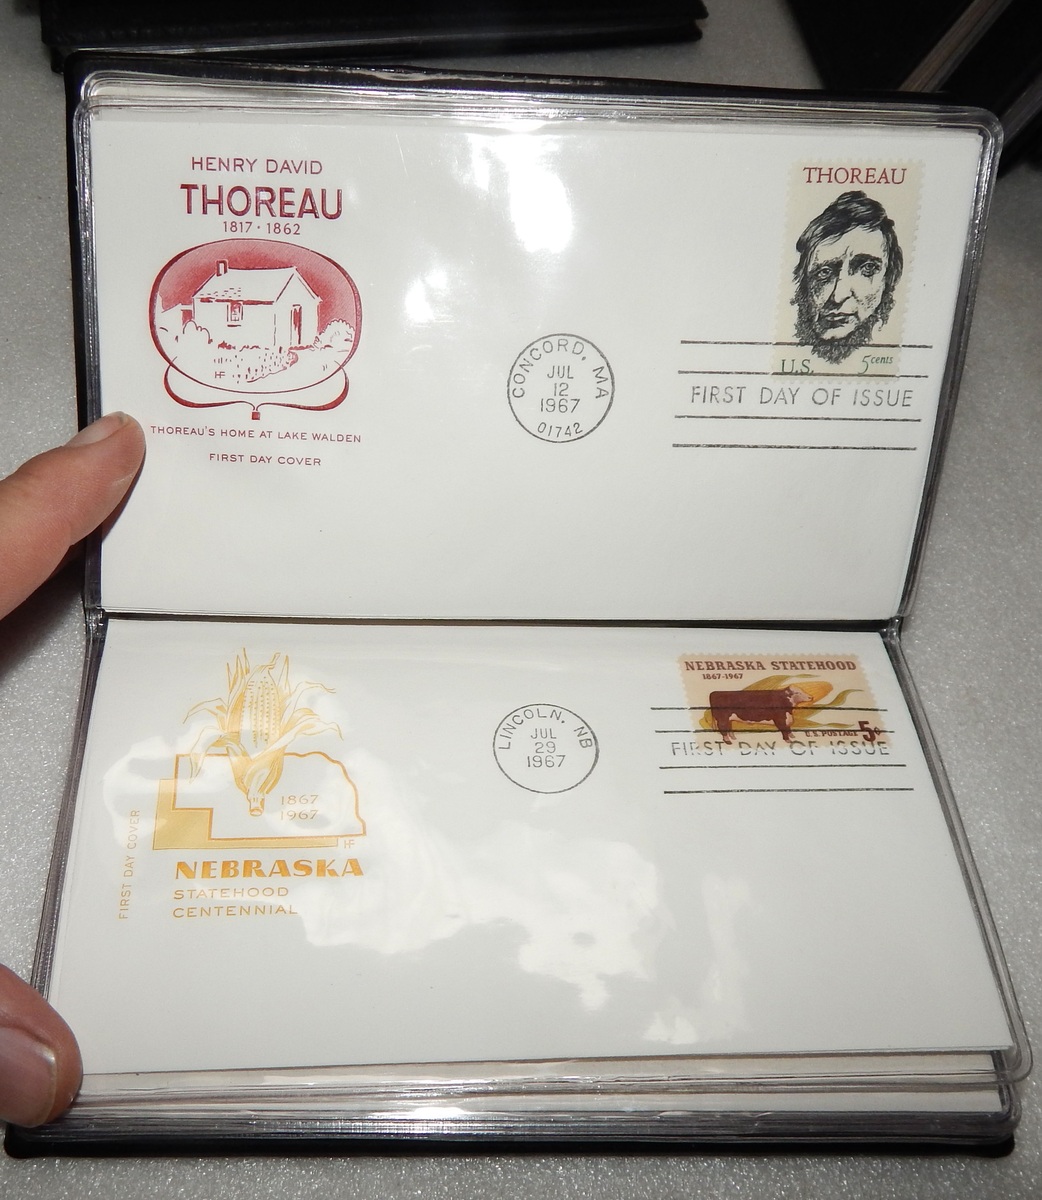 HENRY DAVID
THOREAU
1817 · 1862
HF
THOREAU'S HOME AT LAKE WALDEN
FIRST DAY COVER
CONCORD, MA
JUL
12
1967
01742
THOREAU
U.S. 5 cents
FIRST DAY OF ISSUE
1867
1967
HF
FIRST DAY COVER
NEBRASKA
STATEHOOD
CENTENNIAL
LINCOLN, NB
JUL
29
1967
NEBRASKA STATEHOOD
1867-1967
U.S. POSTAGE 5¢
FIRST DAY OF ISSUE